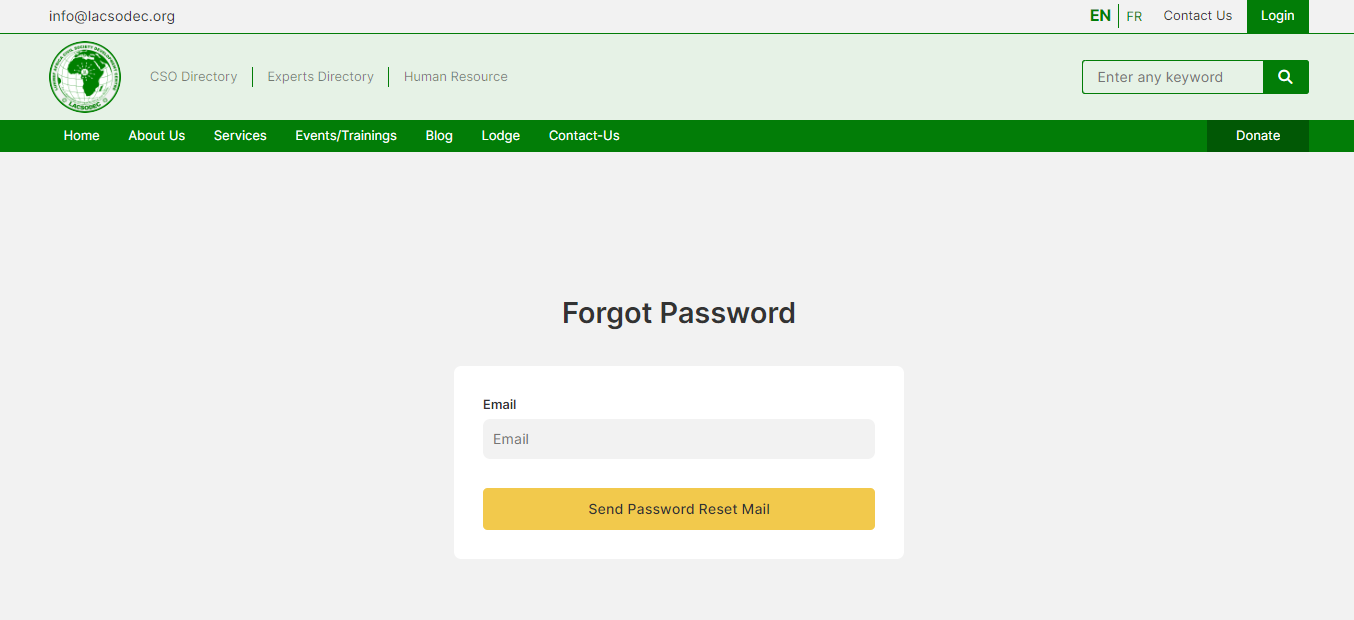 info@lacsodec.org
EN FR Contact Us Login
CSO Directory Experts Directory Human Resource
Enter any keyword
LACSODEC
Home About Us Services Events/Trainings Blog Lodge Contact-Us Donate
Forgot Password
Email
Email
Send Password Reset Mail